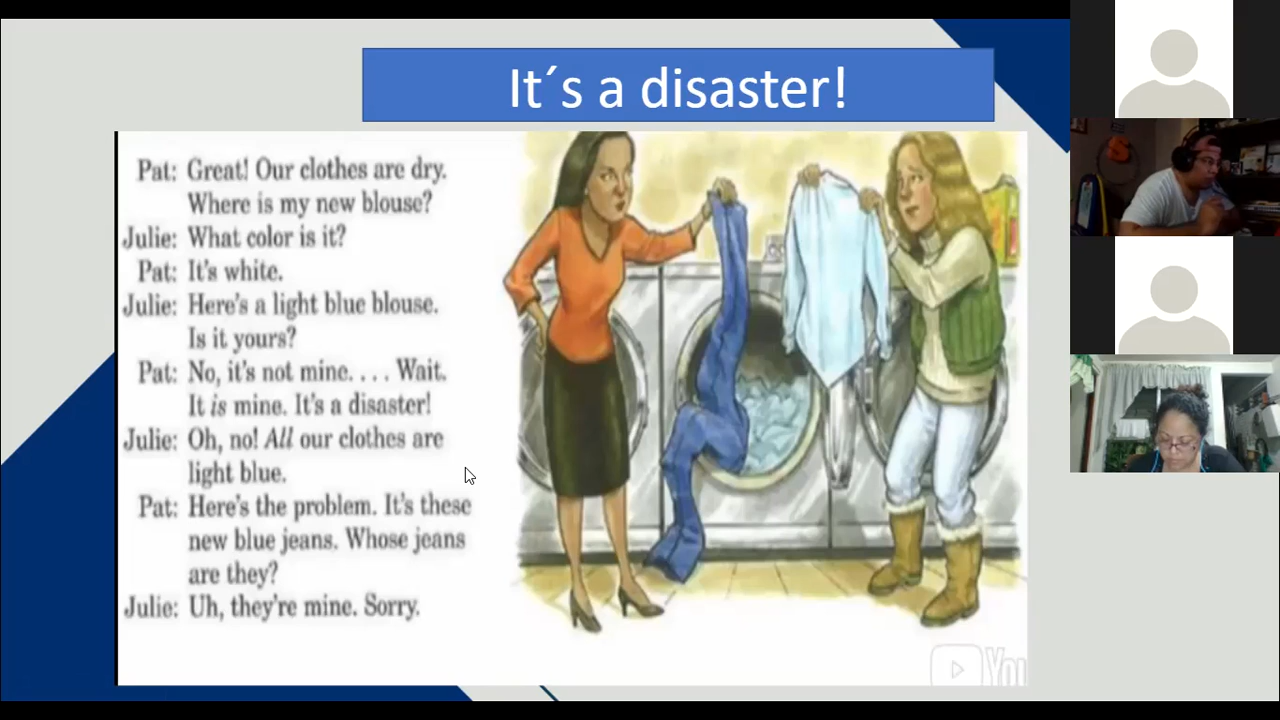 It´s a disaster!
Pat: Great! Our clothes are dry.
Where is my new blouse?
Julie: What color is it?
Pat: It's white.
Julie: Here's a light blue blouse.
Is it yours?
Pat: No, it's not mine. . . . Wait.
It is mine. It's a disaster!
Julie: Oh, no! All our clothes are
light blue.
Pat: Here's the problem. It's these
new blue jeans. Whose jeans
are they?
Julie: Uh, they're mine. Sorry.